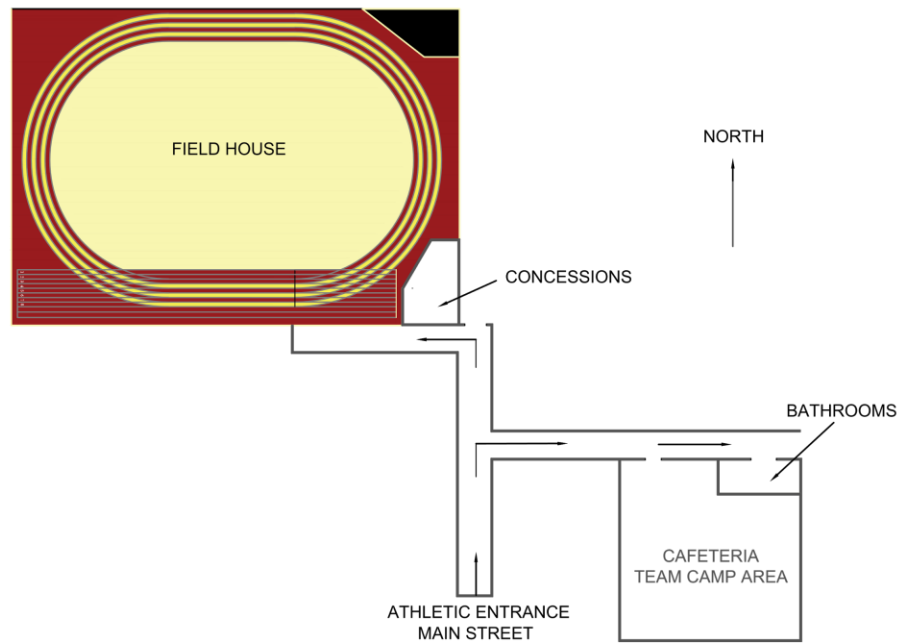 FIELD HOUSE
NORTH
CONCESSIONS
BATHROOMS
CAFETERIA
TEAM CAMP AREA
ATHLETIC ENTRANCE
MAIN STREET